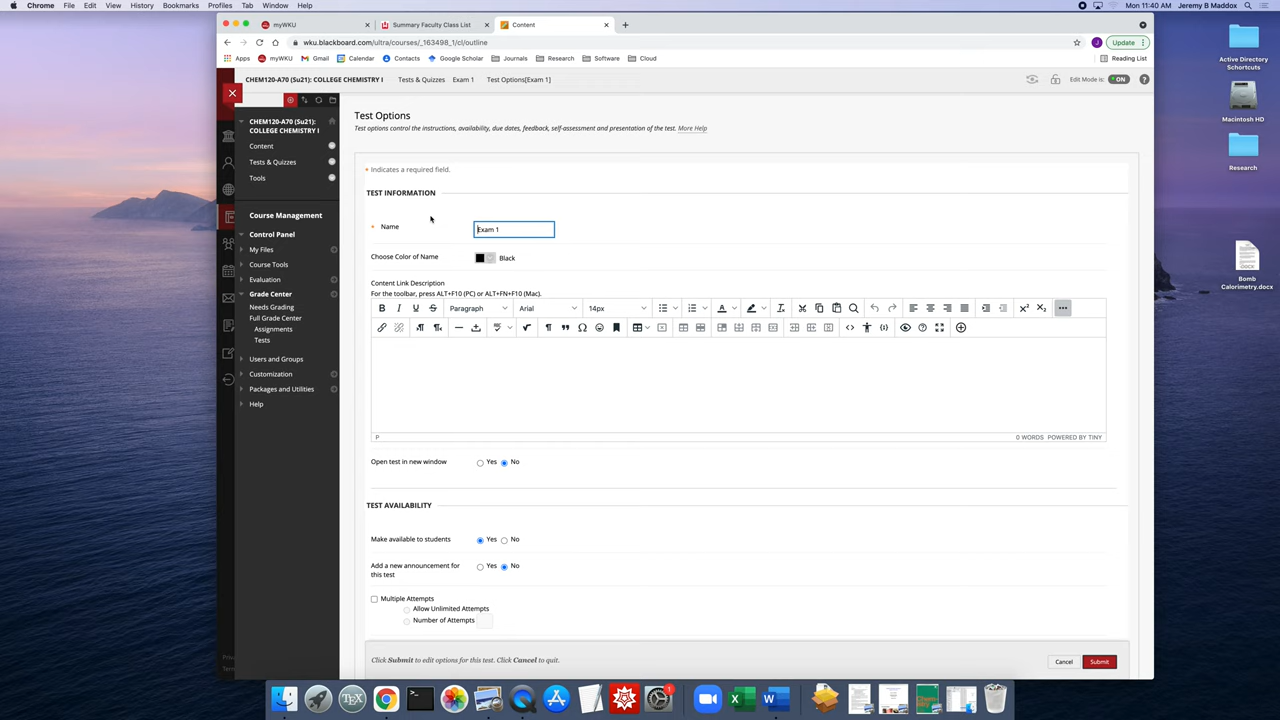 Chrome File Edit View History Bookmarks Profiles Tab Window Help Mon 11:40 AM Jeremy B Maddox
myWKU Summary Faculty Class List Content
wku.blackboard.com/ultra/courses/_163498_1/cl/outline J Update
Apps myWKU Gmail Calendar Contacts Google Scholar Journals Research Software Cloud Reading List
CHEM120-A70 (Su21): COLLEGE CHEMISTRY I Tests & Quizzes Exam 1 Test Options[Exam 1] Edit Mode is: ON
CHEM120-A70 (Su21):
COLLEGE CHEMISTRY I
Content
Tests & Quizzes
Tools
Course Management
Control Panel
My Files
Course Tools
Evaluation
Grade Center
Needs Grading
Full Grade Center
Assignments
Tests
Users and Groups
Customization
Packages and Utilities
Help
Test Options
Test options control the instructions, availability, due dates, feedback, self-assessment and presentation of the test. More Help
* Indicates a required field.
TEST INFORMATION
* Name Exam 1
Choose Color of Name Black
Content Link Description
For the toolbar, press ALT+F10 (PC) or ALT+FN+F10 (Mac).
B I U S Paragraph Arial 14px
P 0 WORDS POWERED BY TINY
Open test in new window Yes No
TEST AVAILABILITY
Make available to students Yes No
Add a new announcement for
this test Yes No
Multiple Attempts
Allow Unlimited Attempts
Number of Attempts
Click Submit to edit options for this test. Click Cancel to quit. Cancel Submit
Active Directory
Schortcuts
Macintosh HD
Research
Bomb
Calorimetry.docx